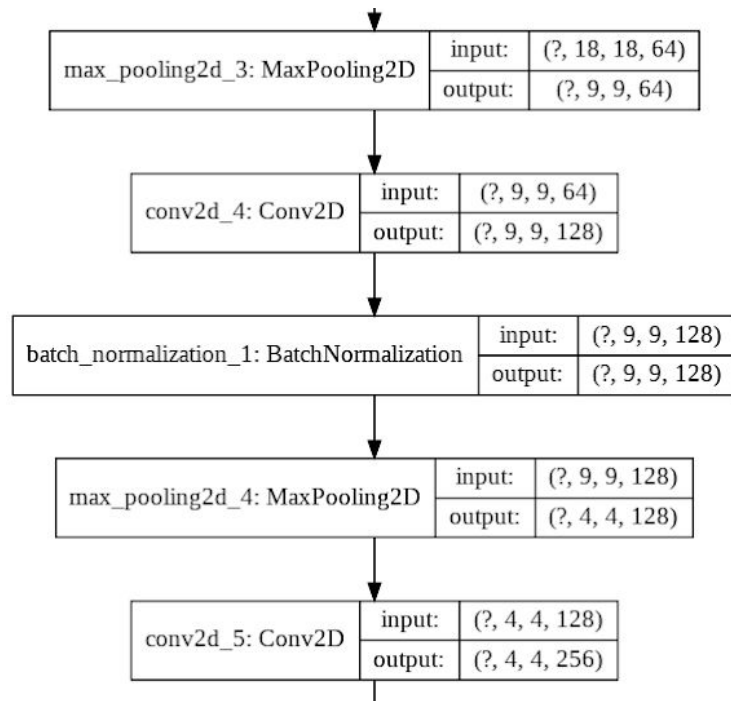 max_pooling2d_3: MaxPooling2D
input: (?, 18, 18, 64)
output: (?, 9, 9, 64)
conv2d_4: Conv2D
input: (?, 9, 9, 64)
output: (?, 9, 9, 128)
batch_normalization_1: BatchNormalization
input: (?, 9, 9, 128)
output: (?, 9, 9, 128)
max_pooling2d_4: MaxPooling2D
input: (?, 9, 9, 128)
output: (?, 4, 4, 128)
conv2d_5: Conv2D
input: (?, 4, 4, 128)
output: (?, 4, 4, 256)